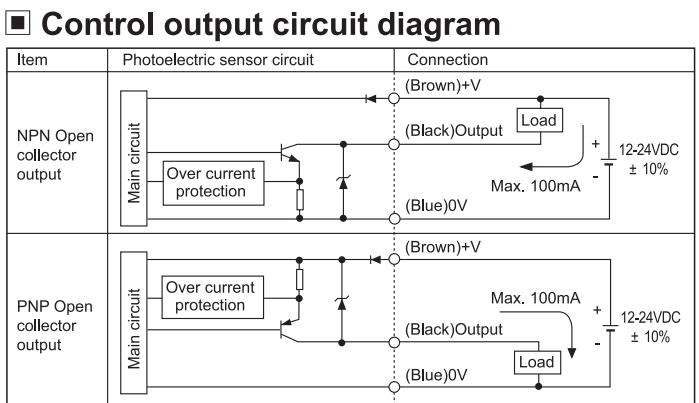 Control output circuit diagram
Item
Photoelectric sensor circuit
Connection
NPN Open
collector
output
Main circuit
Over current
protection
(Brown)+V
(Black)Output
Load
+
-
12-24VDC
± 10%
Max. 100mA
(Blue)0V
PNP Open
collector
output
Main circuit
Over current
protection
(Brown)+V
Max. 100mA
+
-
12-24VDC
± 10%
(Black)Output
Load
(Blue)0V